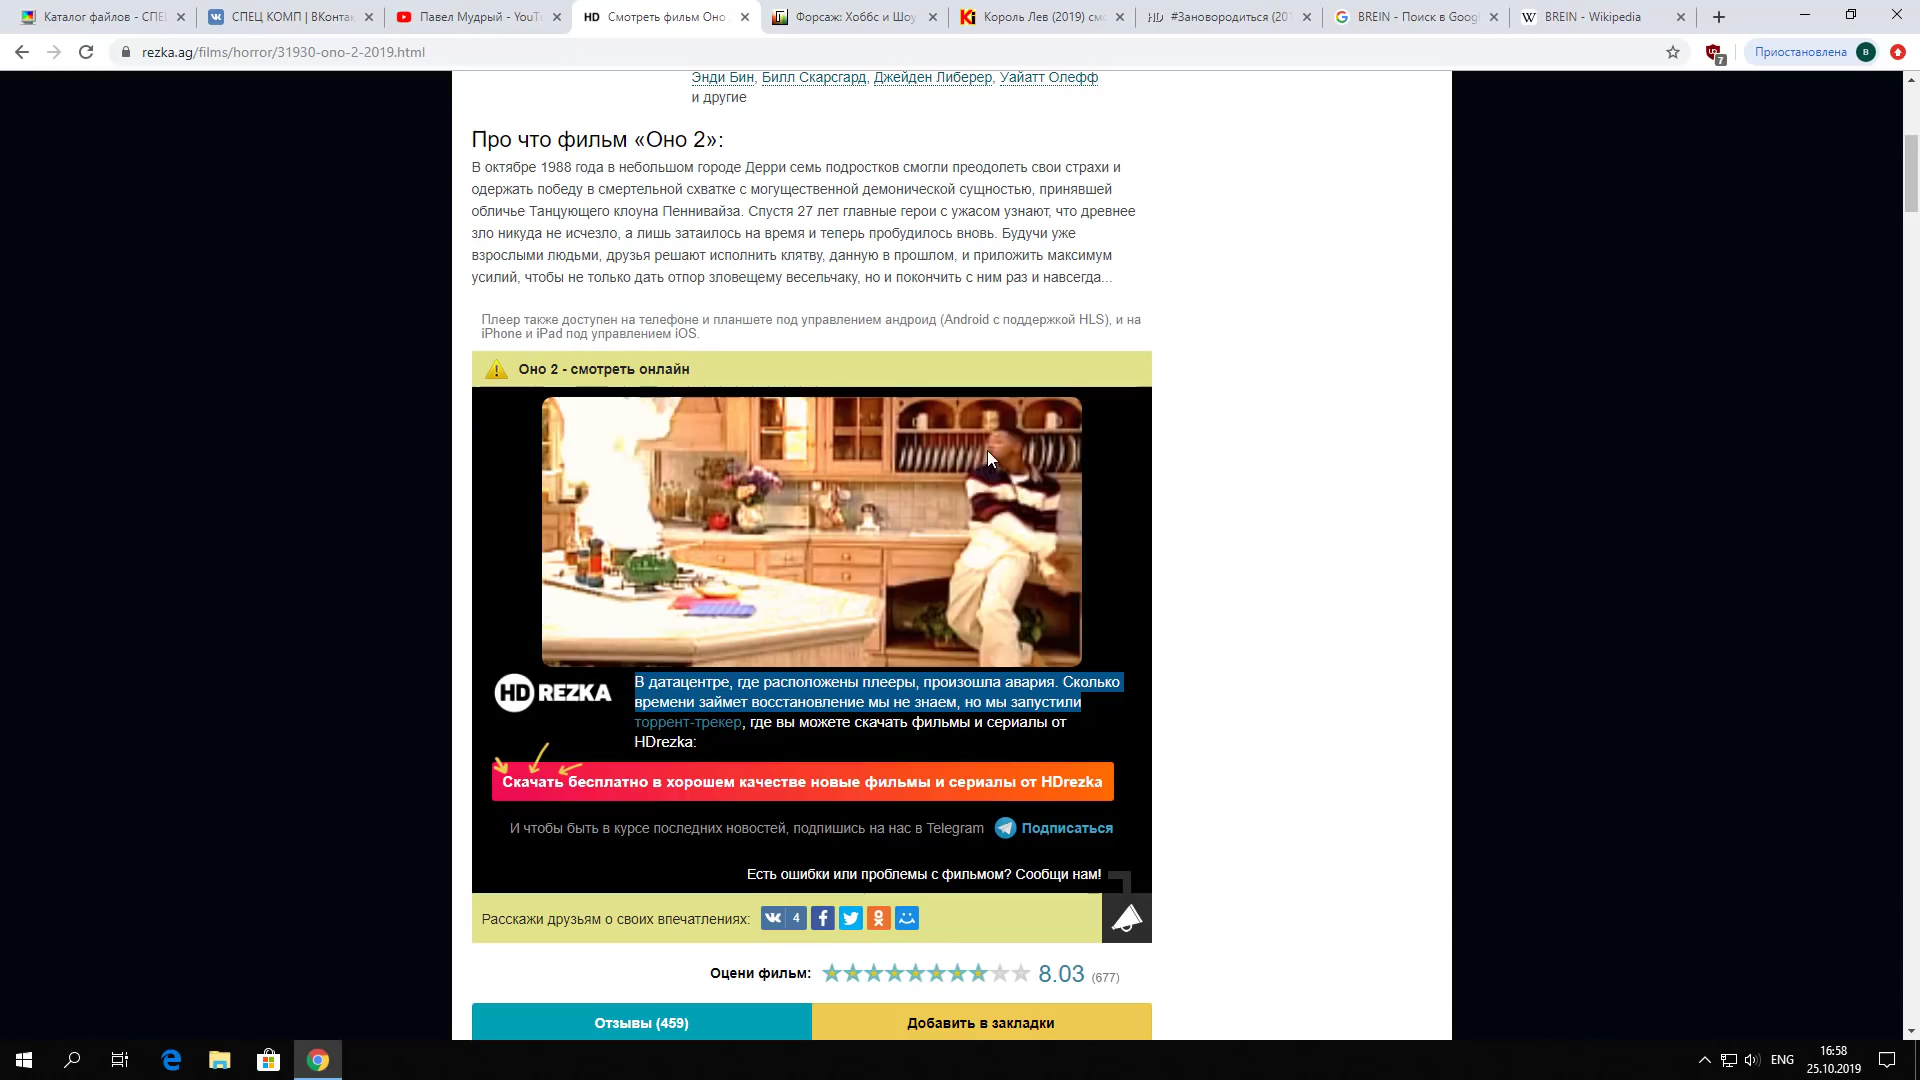 Каталог файлов - СПЕЦ
СПЕЦ КОМП | ВКонтак
Павел Мудрый - YouTu
HD Смотреть фильм Оно
Форсаж: Хоббс и Шоу
Король Лев (2019) смо
HD #Зановородиться (201
BREIN - Поиск в Googl
BREIN - Wikipedia
rezka.ag/films/horror/31930-ono-2-2019.html
7
Приостановлена
B
Энди Бин, Билл Скарсгард, Джейден Либерер, Уайатт Олефф
и другие
Про что фильм «Оно 2»:
В октябре 1988 года в небольшом городе Дерри семь подростков смогли преодолеть свои страхи и
одержать победу в смертельной схватке с могущественной демонической сущностью, принявшей
обличье Танцующего клоуна Пеннивайза. Спустя 27 лет главные герои с ужасом узнают, что древнее
зло никуда не исчезло, а лишь затаилось на время и теперь пробудилось вновь. Будучи уже
взрослыми людьми, друзья решают исполнить клятву, данную в прошлом, и приложить максимум
усилий, чтобы не только дать отпор зловещему весельчаку, но и покончить с ним раз и навсегда...
Плеер также доступен на телефоне и планшете под управлением андроид (Android с поддержкой HLS), и на
iPhone и iPad под управлением iOS.
Оно 2 - смотреть онлайн
HD REZKA
В датацентре, где расположены плееры, произошла авария. Сколько
времени займет восстановление мы не знаем, но мы запустили
торрент-трекер, где вы можете скачать фильмы и сериалы от
HDrezka:
Скачать бесплатно в хорошем качестве новые фильмы и сериалы от HDrezka
И чтобы быть в курсе последних новостей, подпишись на нас в Telegram Подписаться
Есть ошибки или проблемы с фильмом? Сообщи нам!
Расскажи друзьям о своих впечатлениях: 4
Оцени фильм: 8.03 (677)
Отзывы (459)
Добавить в закладки
ENG
16:58
25.10.2019